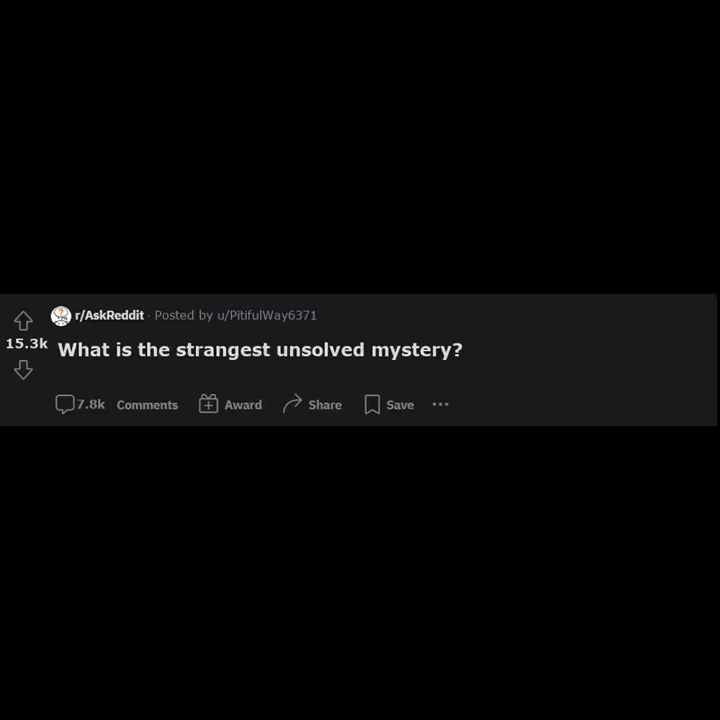 r/AskReddit · Posted by u/PitifulWay6371
15.3k
What is the strangest unsolved mystery?
7.8k Comments Award Share Save ...